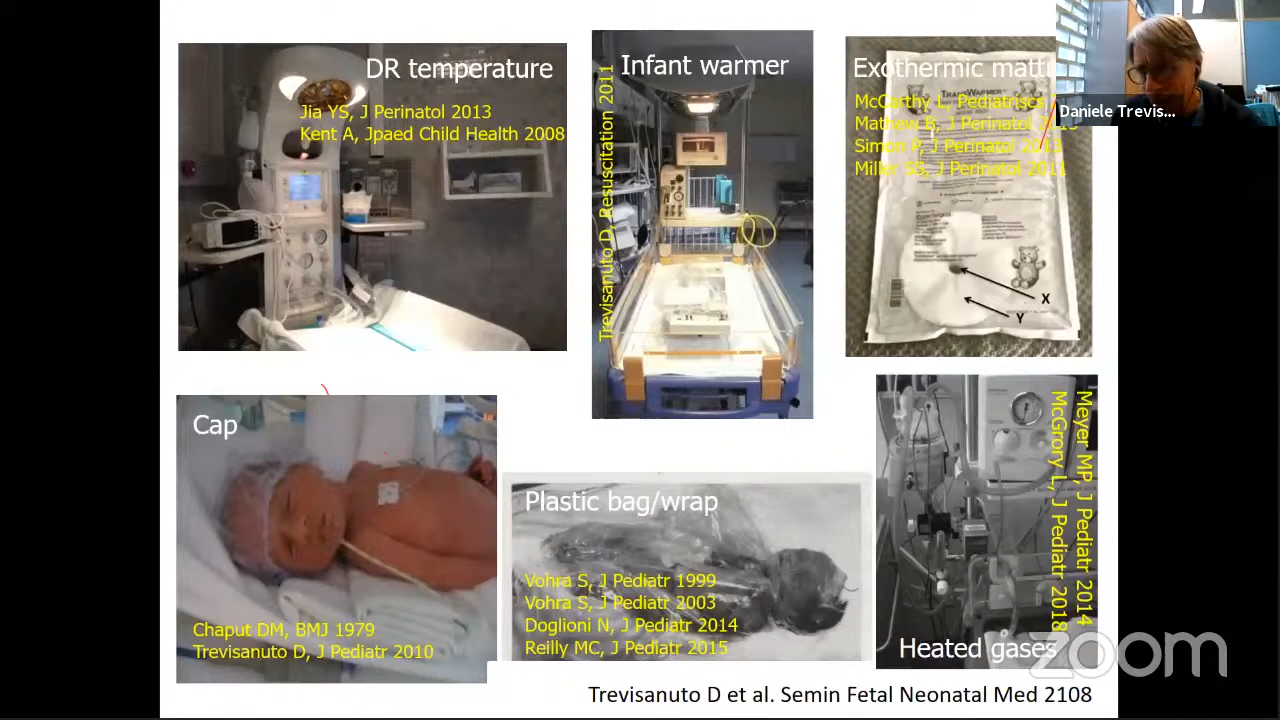 DR temperature
Jia YS, J Perinatol 2013
Kent A, Jpaed Child Health 2008
Infant warmer
Trevisanuto D, Resuscitation 2011
Exothermic
TRANSWARMER
McCarthy L, Pediatriscs
Mathew B, J Perinatol
Simon P, J Perinatol 2013
Miller SS, J Perinatol 2011
X
Y
Daniele Trevis...
Cap
Chaput DM, BMJ 1979
Trevisanuto D, J Pediatr 2010
Plastic bag/wrap
Vohra S, J Pediatr 1999
Vohra S, J Pediatr 2003
Doglioni N, J Pediatr 2014
Reilly MC, J Pediatr 2015
Meyer MP, J Pediatr 2014
McGrory L, J Pediatr 2018
Heated gases
zoom
Trevisanuto D et al. Semin Fetal Neonatal Med 2108